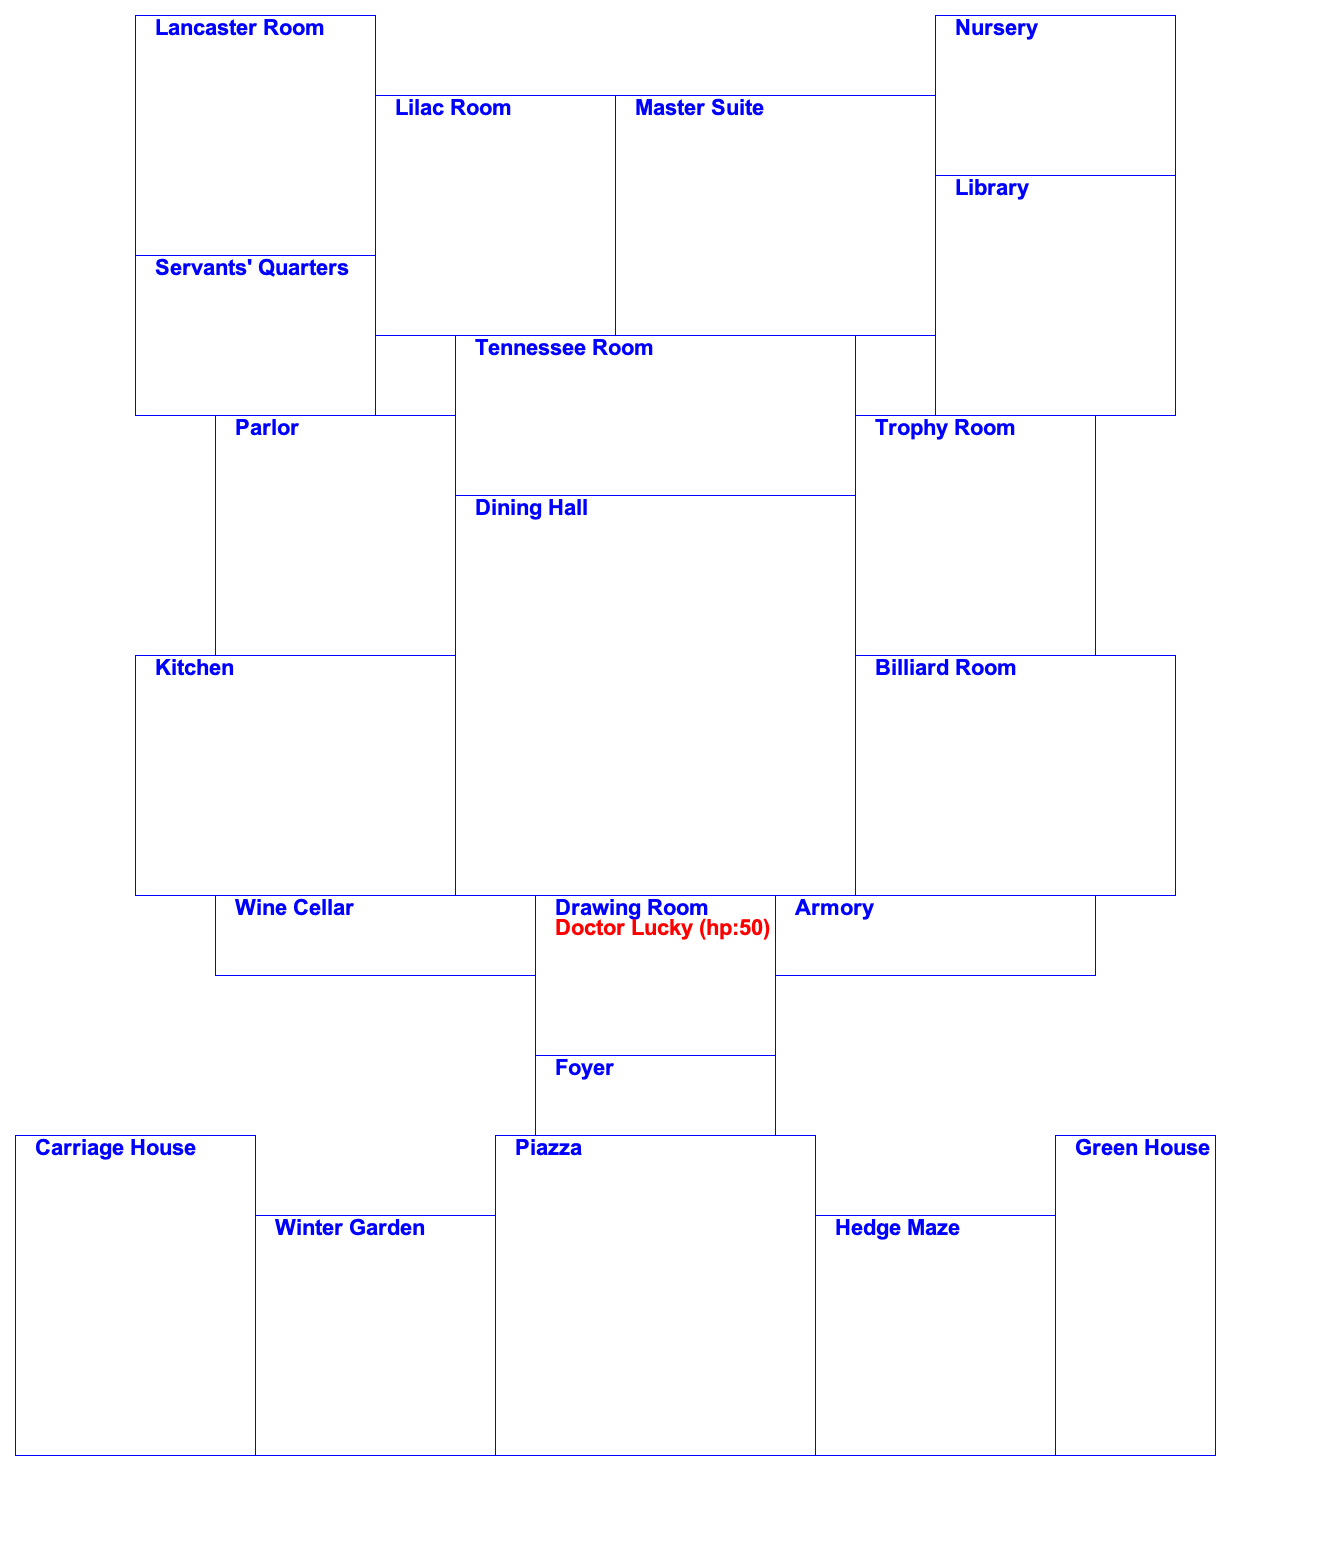 Lancaster Room
Nursery
Lilac Room
Master Suite
Library
Servants' Quarters
Tennessee Room
Parlor
Trophy Room
Dining Hall
Kitchen
Billiard Room
Wine Cellar
Drawing Room
Doctor Lucky (hp:50)
Armory
Foyer
Carriage House
Piazza
Green House
Winter Garden
Hedge Maze